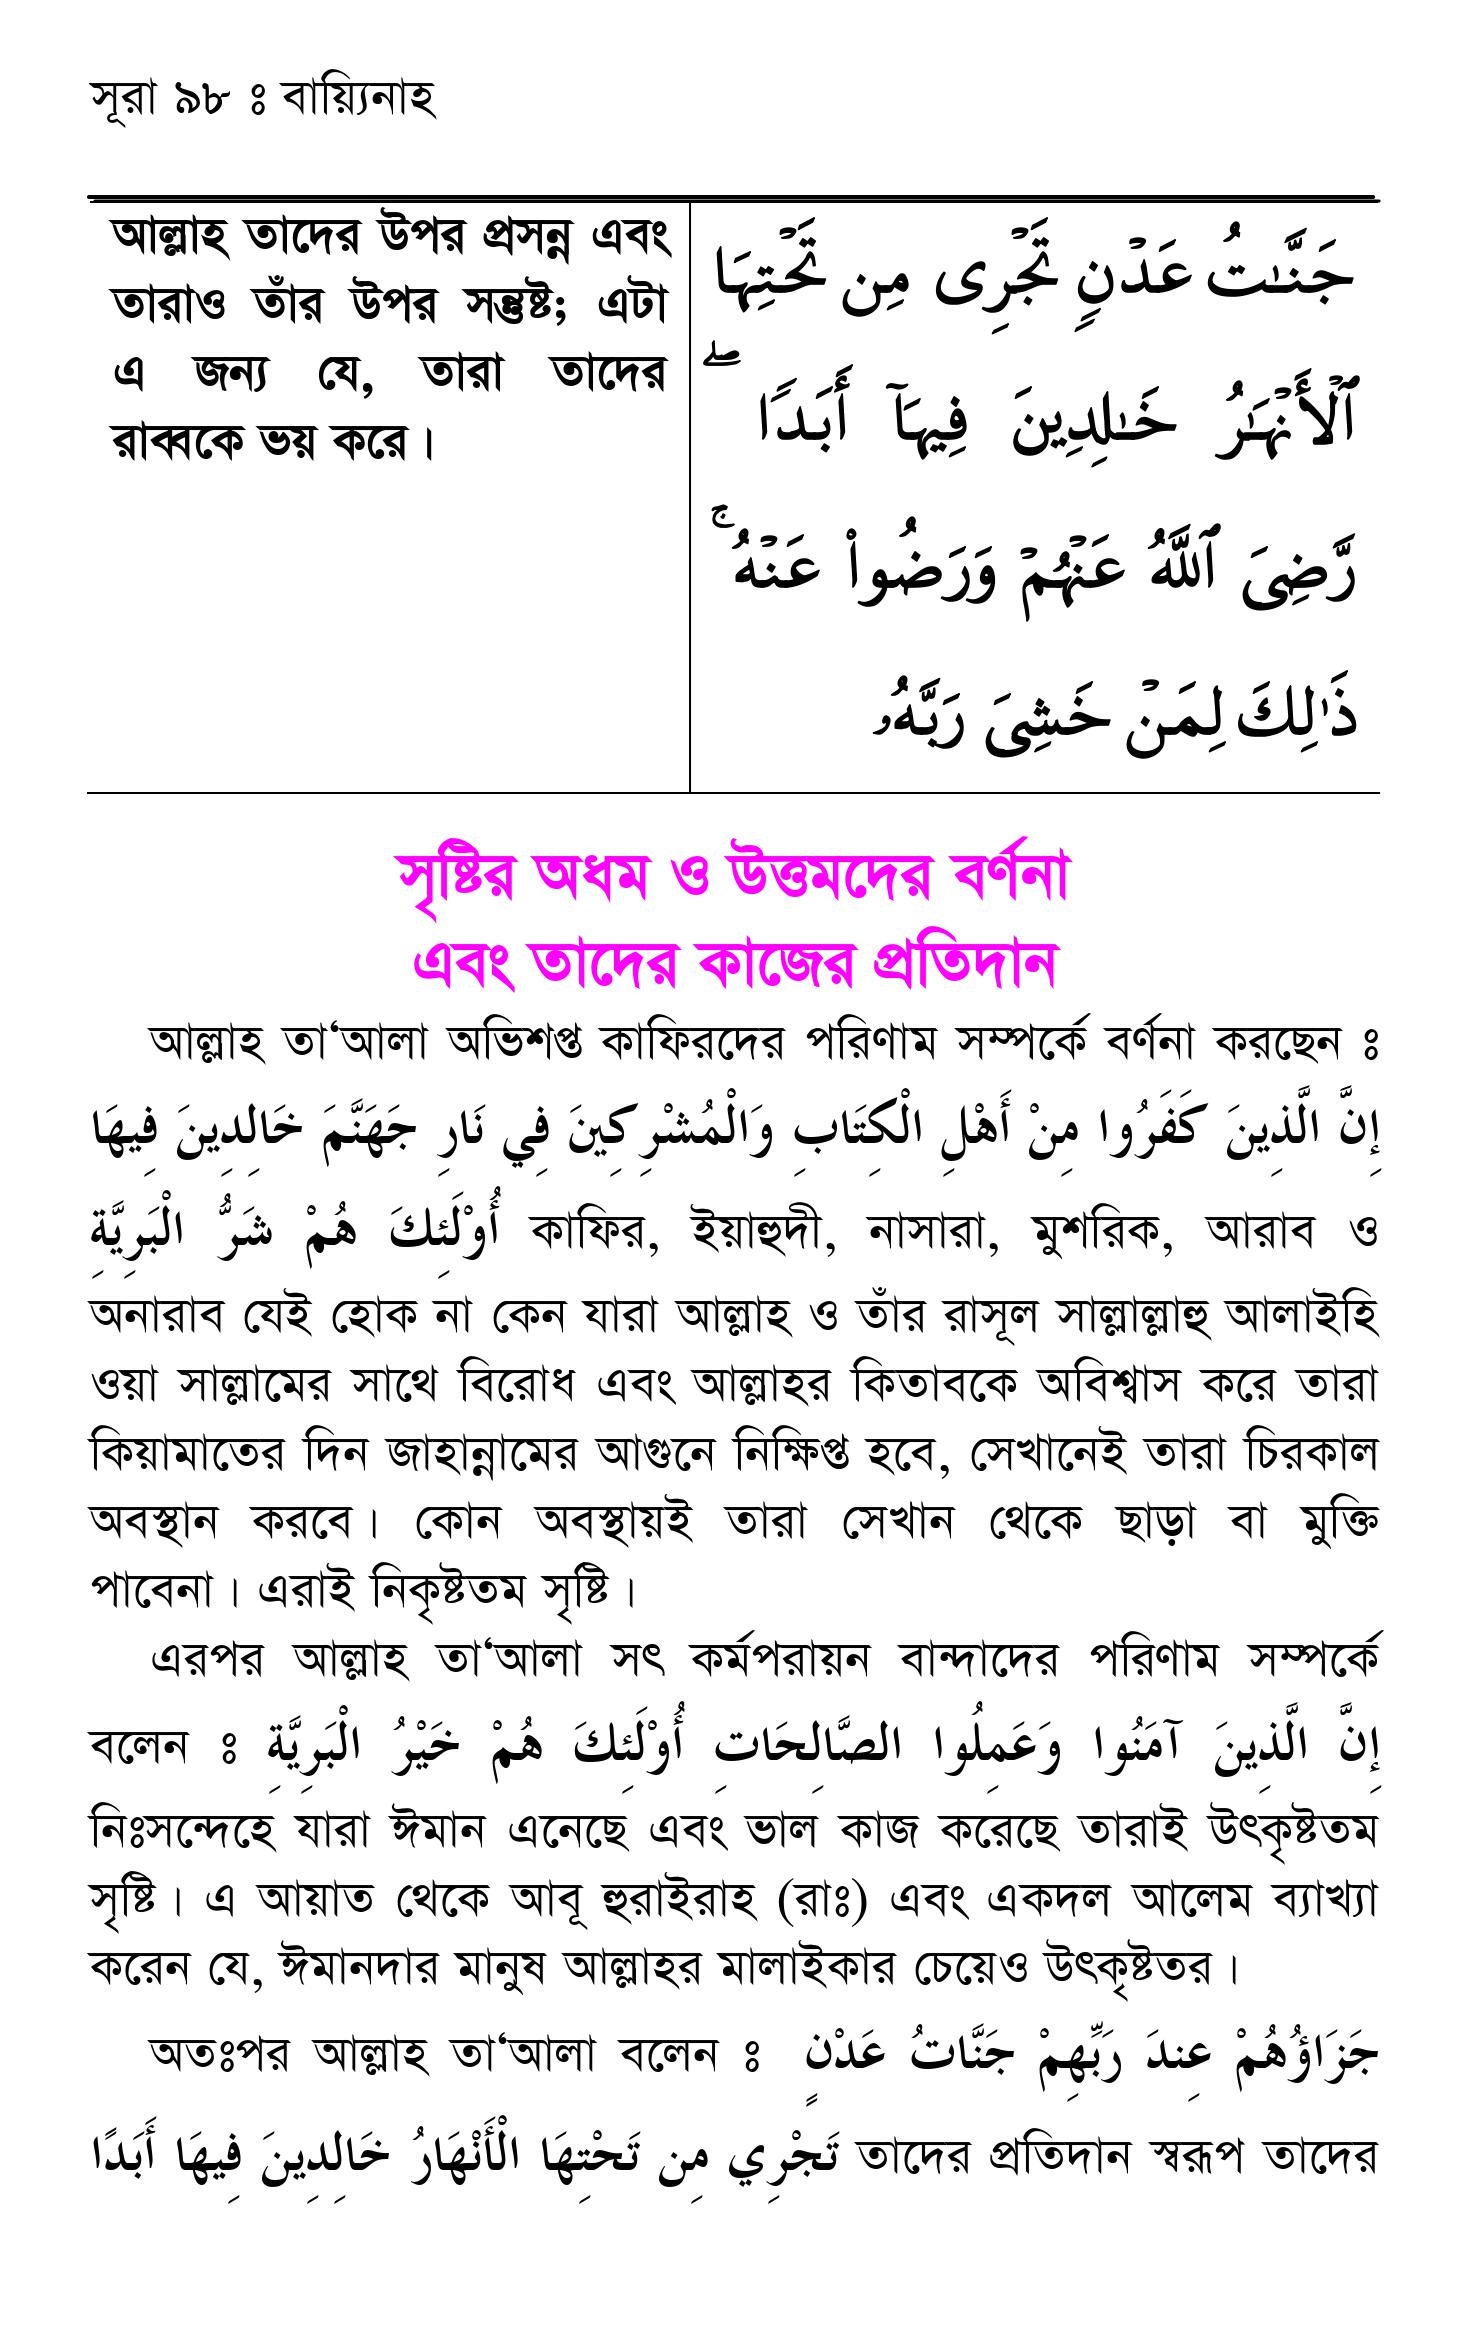 সূরা ৯৮ ঃ বায়্যিনাহ
আল্লাহ তাদের উপর প্রসন্ন এবং
তারাও তাঁর উপর সন্তুষ্ট; এটা
এ জন্য যে, তারা তাদের
রাব্বকে ভয় করে।
جَنَّـٰتُ عَدْنٍ تَجْرِى مِن تَحْتِهَا
ٱلْأَنْهَـٰرُ خَـٰلِدِينَ فِيهَآ أَبَدًا ۖ
رَّضِىَ ٱللَّهُ عَنْهُمْ وَرَضُوا۟ عَنْهُ ۚ
ذَٰلِكَ لِمَنْ خَشِىَ رَبَّهُۥ
সৃষ্টির অধম ও উত্তমদের বর্ণনা
এবং তাদের কাজের প্রতিদান
আল্লাহ তা‘আলা অভিশপ্ত কাফিরদের পরিণাম সম্পর্কে বর্ণনা করছেন ঃ
إِنَّ الَّذِينَ كَفَرُوا مِنْ أَهْلِ الْكِتَابِ وَالْمُشْرِكِينَ فِي نَارِ جَهَنَّمَ خَالِدِينَ فِيهَا
أُوْلَئِكَ هُمْ شَرُّ الْبَرِيَّةِ কাফির, ইয়াহুদী, নাসারা, মুশরিক, আরাব ও
অনারাব যেই হোক না কেন যারা আল্লাহ ও তাঁর রাসূল সাল্লাল্লাহু আলাইহি
ওয়া সাল্লামের সাথে বিরোধ এবং আল্লাহর কিতাবকে অবিশ্বাস করে তারা
কিয়ামাতের দিন জাহান্নামের আগুনে নিক্ষিপ্ত হবে, সেখানেই তারা চিরকাল
অবস্থান করবে। কোন অবস্থায়ই তারা সেখান থেকে ছাড়া বা মুক্তি
পাবেনা। এরাই নিকৃষ্টতম সৃষ্টি।
এরপর আল্লাহ তা‘আলা সৎ কর্মপরায়ন বান্দাদের পরিণাম সম্পর্কে
বলেন ঃ إِنَّ الَّذِينَ آمَنُوا وَعَمِلُوا الصَّالِحَاتِ أُوْلَئِكَ هُمْ خَيْرُ الْبَرِيَّةِ
নিঃসন্দেহে যারা ঈমান এনেছে এবং ভাল কাজ করেছে তারাই উৎকৃষ্টতম
সৃষ্টি। এ আয়াত থেকে আবূ হুরাইরাহ (রাঃ) এবং একদল আলেম ব্যাখ্যা
করেন যে, ঈমানদার মানুষ আল্লাহর মালাইকার চেয়েও উৎকৃষ্টতর।
অতঃপর আল্লাহ তা‘আলা বলেন ঃ جَزَاؤُهُمْ عِندَ رَبِّهِمْ جَنَّاتُ عَدْنٍ
تَجْرِي مِن تَحْتِهَا الْأَنْهَارُ خَالِدِينَ فِيهَا أَبَدًا তাদের প্রতিদান স্বরূপ তাদের